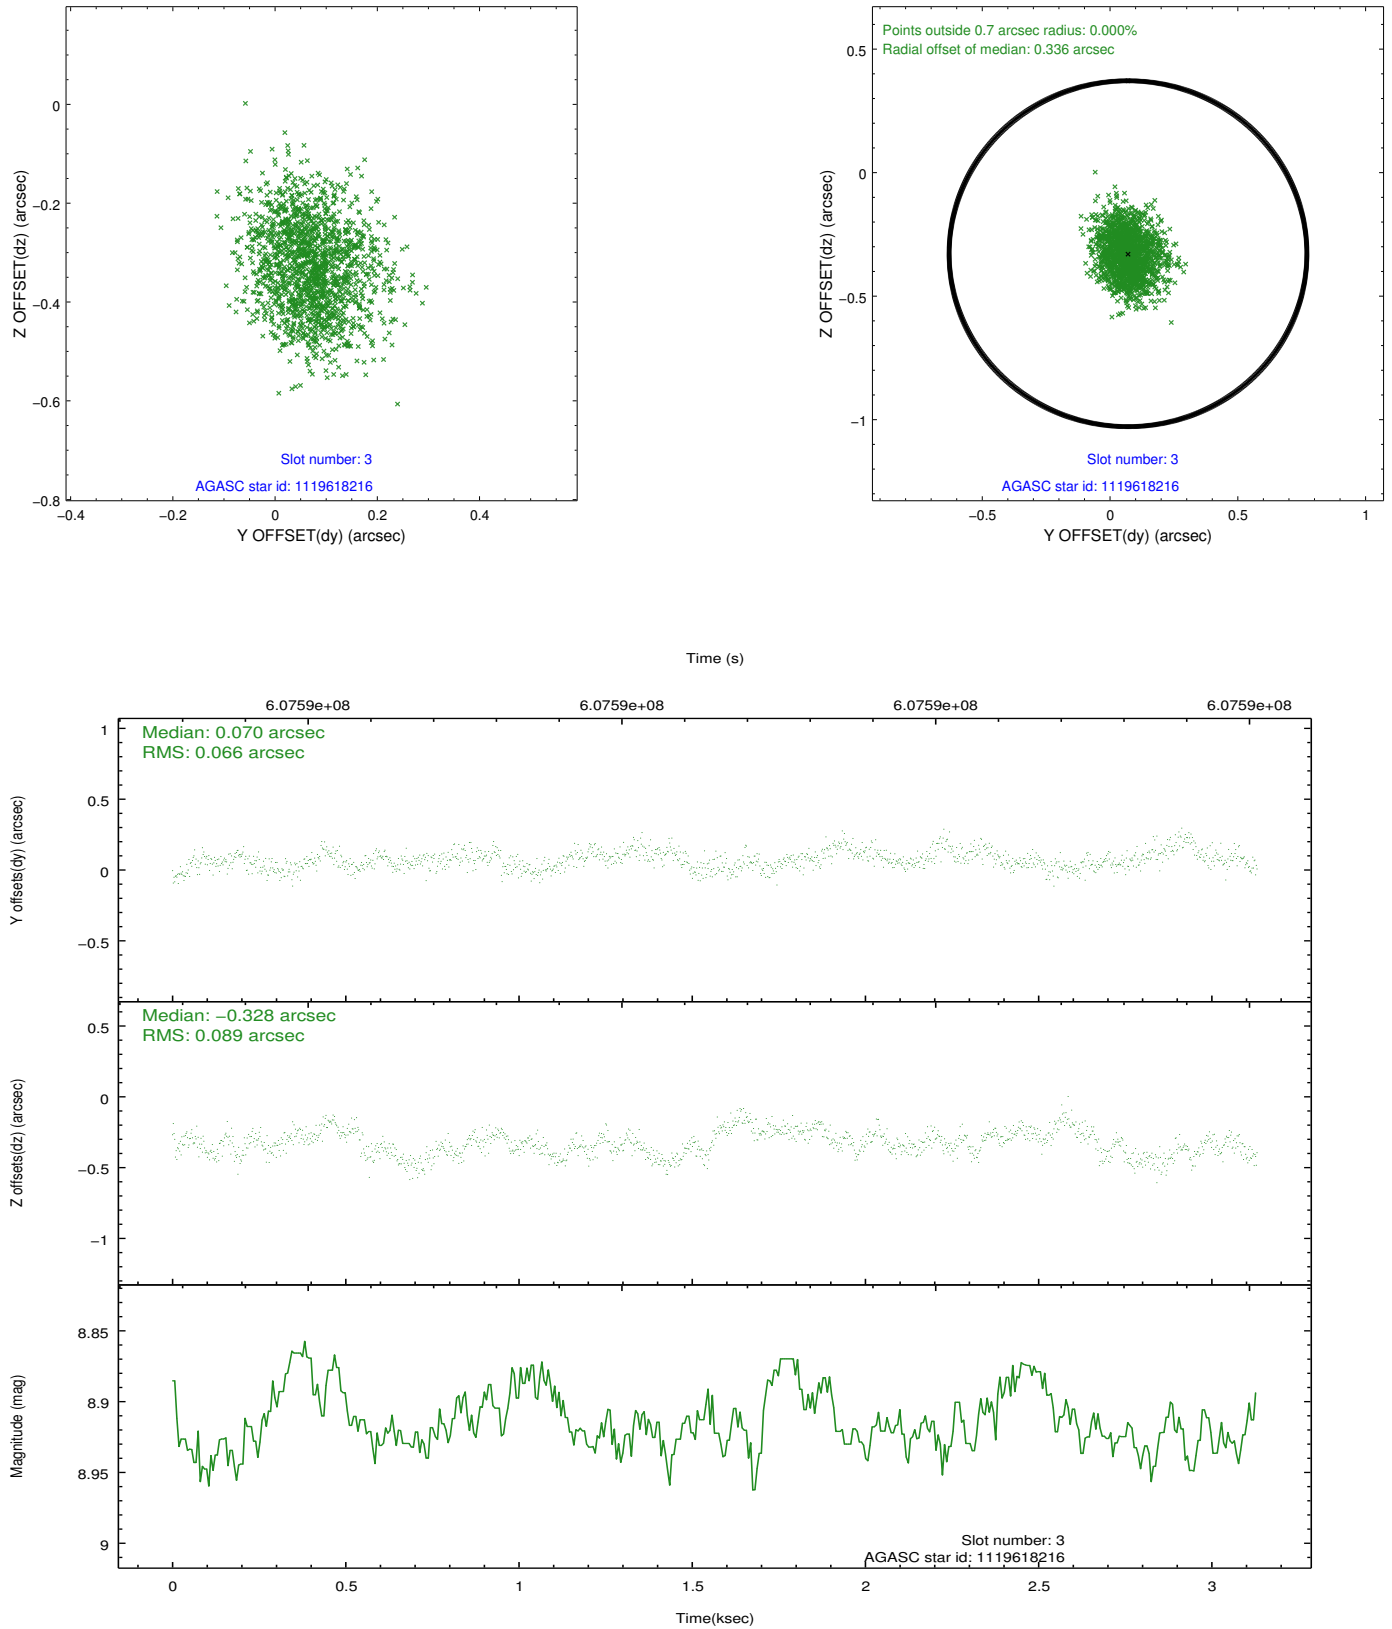 0
−0.2
−0.4
−0.6
−0.8
Z OFFSET(dz) (arcsec)
Slot number: 3
AGASC star id: 1119618216
−0.4
−0.2
0
0.2
0.4
Y OFFSET(dy) (arcsec)
Points outside 0.7 arcsec radius: 0.000%
Radial offset of median: 0.336 arcsec
0.5
0
−0.5
−1
Z OFFSET(dz) (arcsec)
Slot number: 3
AGASC star id: 1119618216
−0.5
0
0.5
1
Y OFFSET(dy) (arcsec)
Time (s)
6.0759e+08
6.0759e+08
6.0759e+08
6.0759e+08
Median: 0.070 arcsec
RMS: 0.066 arcsec
1
0.5
0
−0.5
Y offsets(dy) (arcsec)
Median: −0.328 arcsec
RMS: 0.089 arcsec
0.5
0
−0.5
−1
Z offsets(dz) (arcsec)
8.85
8.9
8.95
9
Magnitude (mag)
Slot number: 3
AGASC star id: 1119618216
0
0.5
1
1.5
2
2.5
3
Time(ksec)